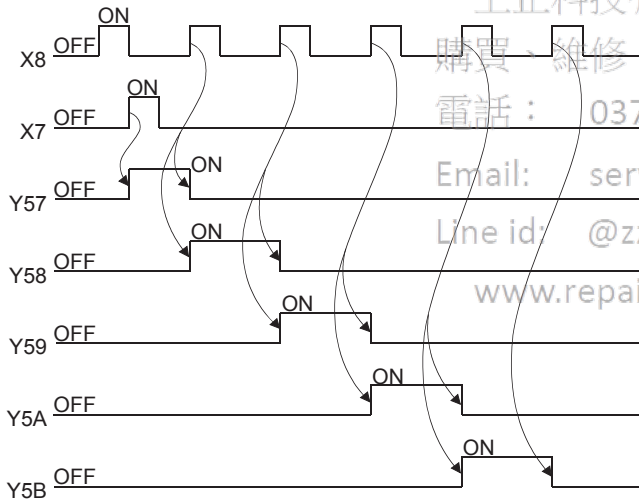 ON
X8 OFF
購買、維修
ON
X7 OFF
電話： 037
Y57 OFF
ON
Email:
Y58 OFF
ON
Line id:
Y59 OFF
ON
www.repai
Y5A OFF
ON
Y5B OFF
ON